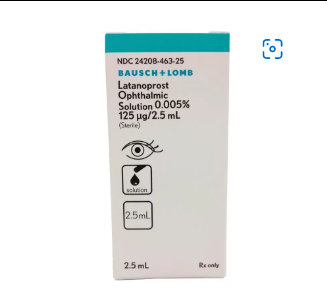 NDC 24208-463-25
BAUSCH + LOMB
Latanoprost
Ophthalmic
Solution 0.005%
125 µg/2.5 mL
(Sterile)
solution
2.5mL
2.5 mL Rx only